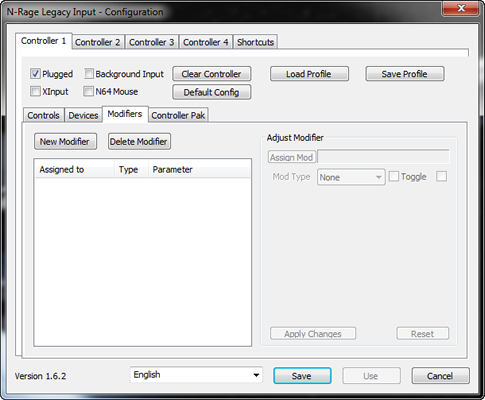 N-Rage Legacy Input - Configuration
Controller 1 Controller 2 Controller 3 Controller 4 Shortcuts
Plugged Background Input Clear Controller Load Profile Save Profile
XInput N64 Mouse Default Config
Controls Devices Modifiers Controller Pak
New Modifier Delete Modifier Adjust Modifier
Assigned to Type Parameter Assign Mod
Mod Type None Toggle
Apply Changes Reset
Version 1.6.2 English Save Use Cancel